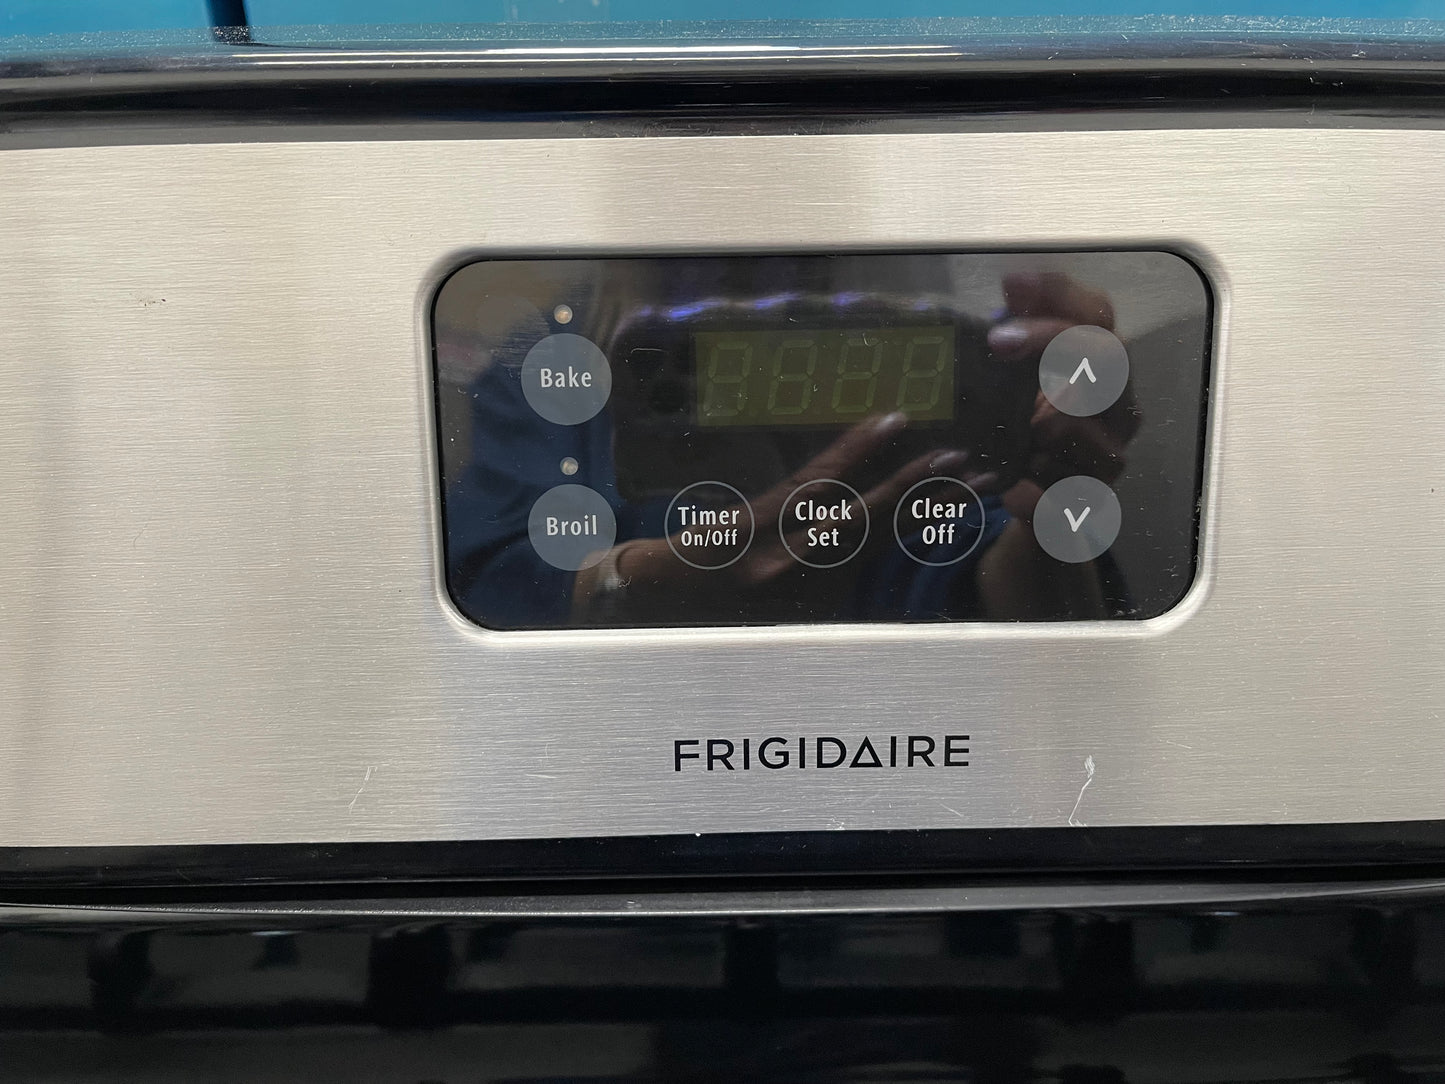 Bake
Broil
Timer
On/Off
Clock
Set
Clear
Off
FRIGIDAIRE